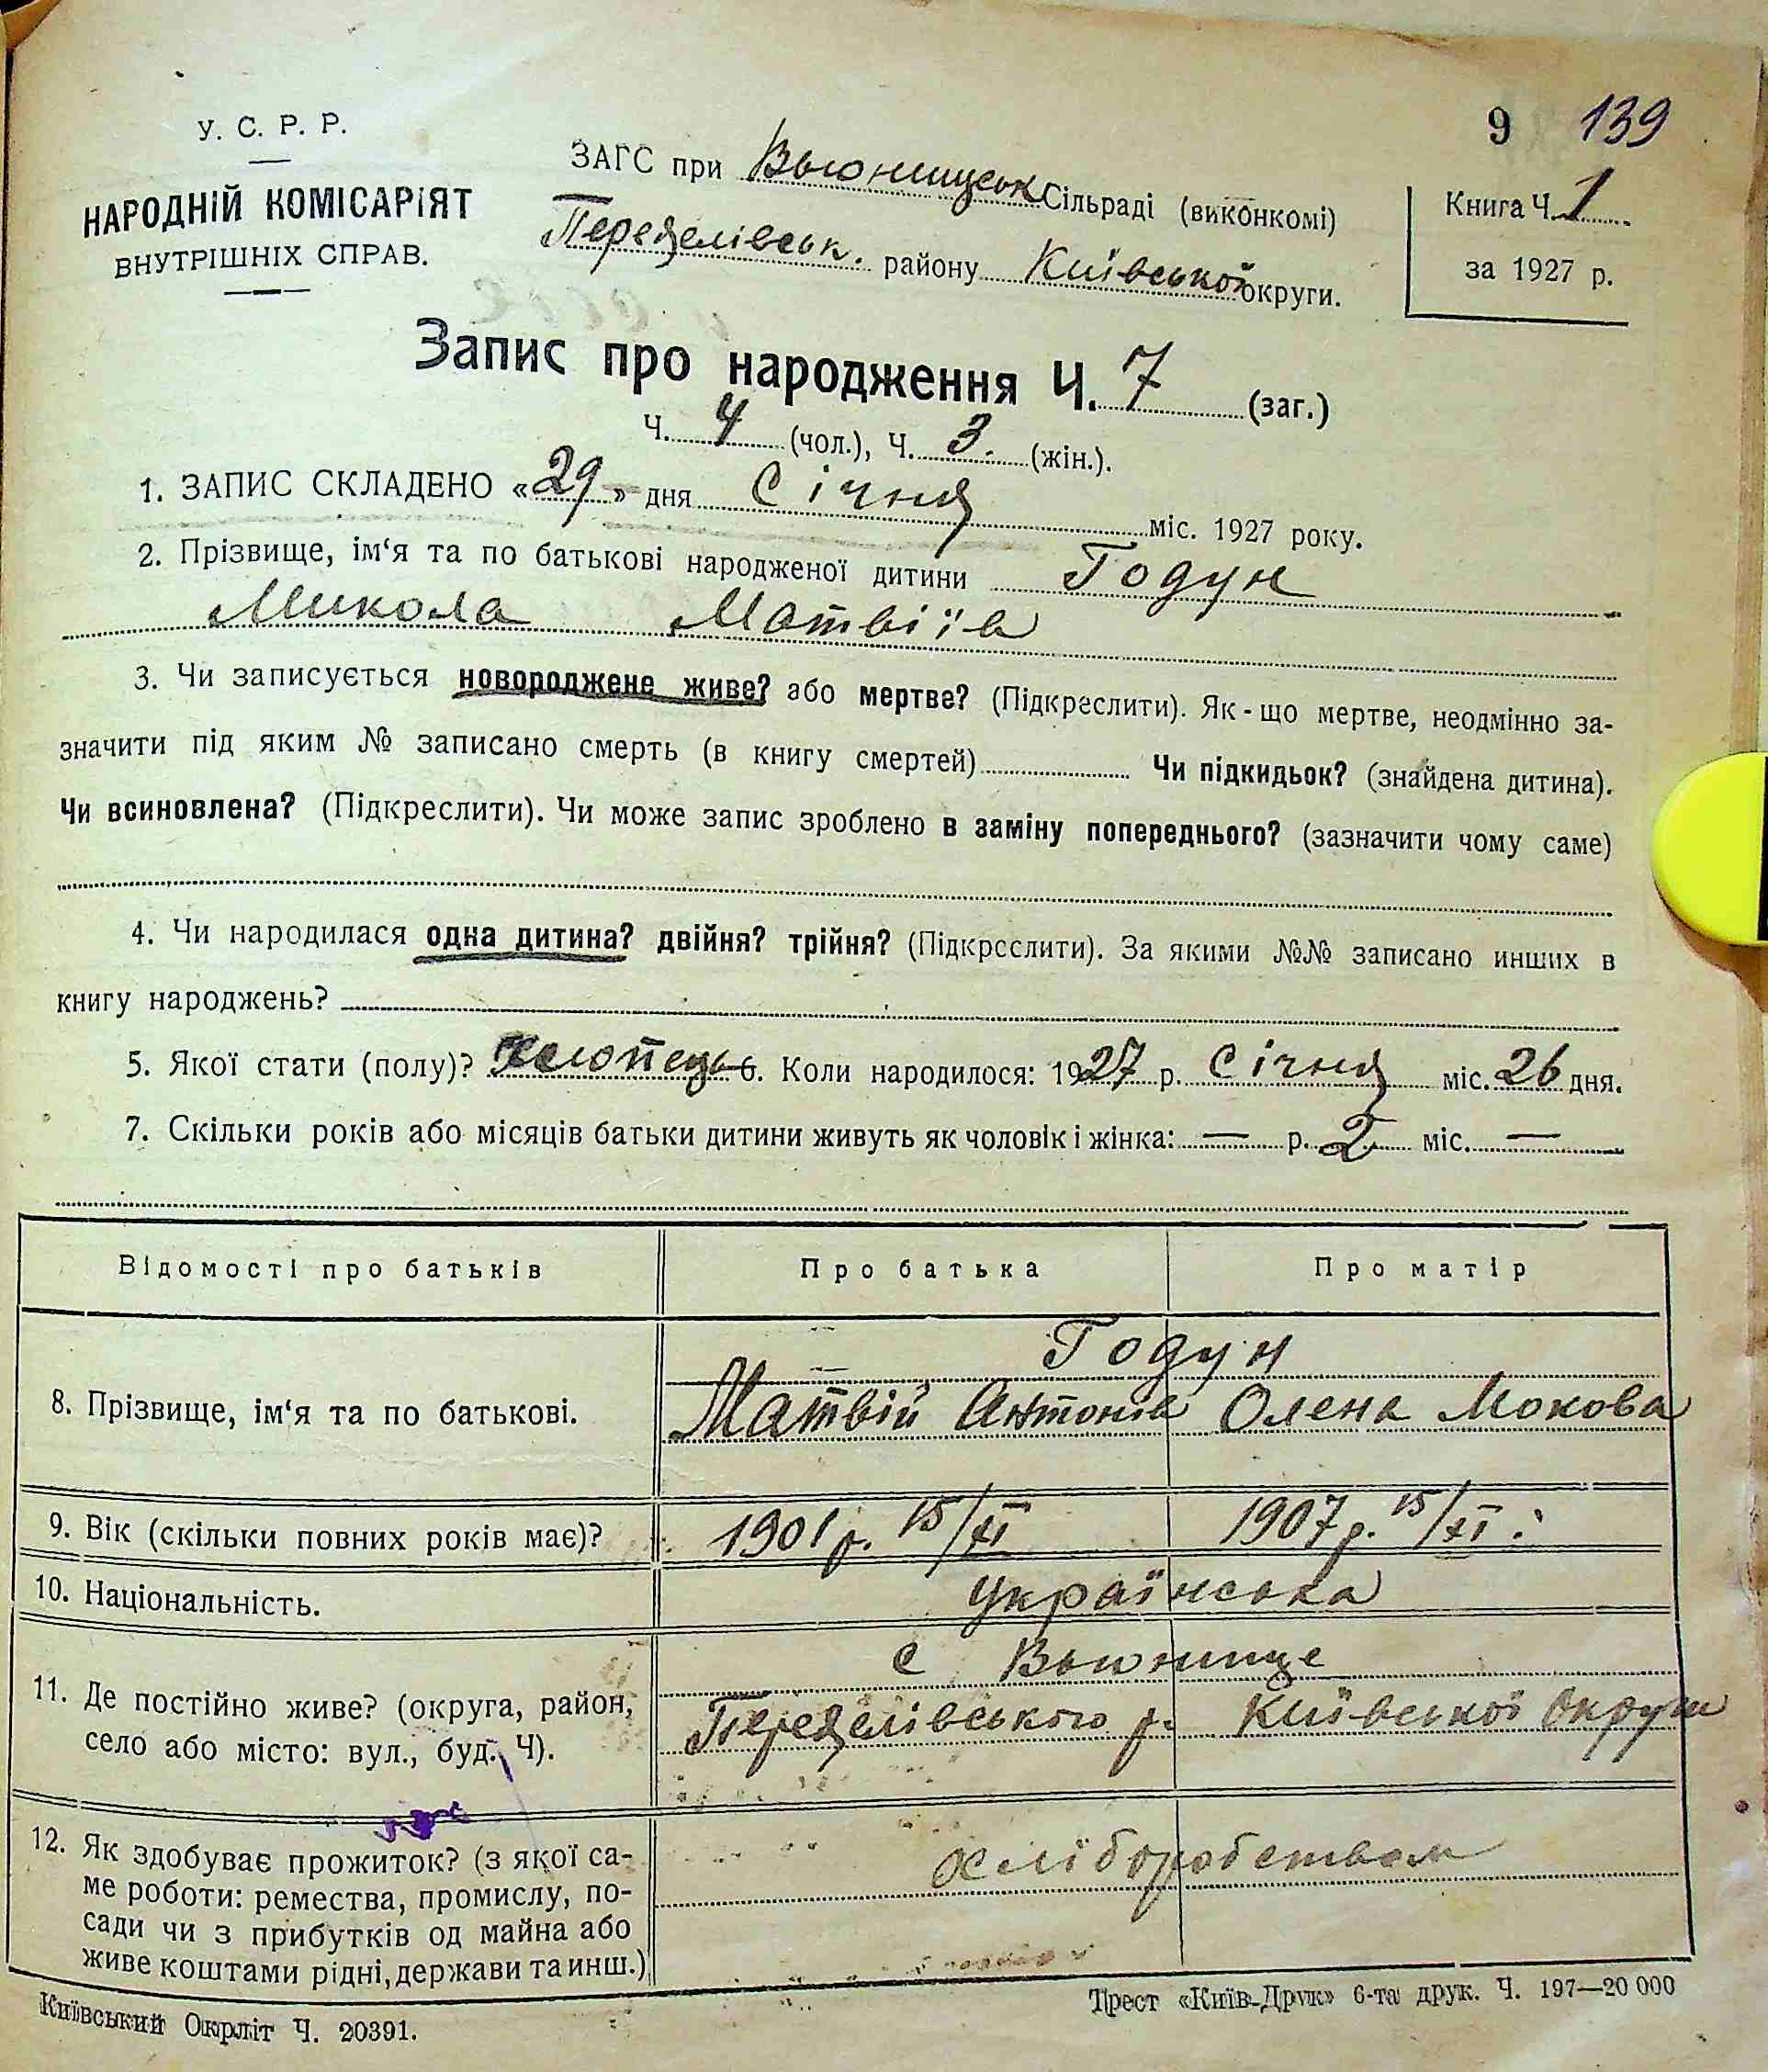 9 139
У. С. Р. Р.
НАРОДНІЙ КОМІСАРІЯТ
ВНУТРІШНІХ СПРАВ.
ЗАГС при Вьюнищськ Сільраді (виконкомі)
району Київської округи.
Книга Ч. 1
за 1927 р.
Запис про народження Ч. 7 (заг.)
Ч. 4 (чол.), Ч. 3. (жін.).
1. ЗАПИС СКЛАДЕНО «29» дня Січня міс. 1927 року.
2. Прізвище, ім‘я та по батькові народженої дитини Годун
Микола Матвіїв
3. Чи записується новороджене живе? або мертве? (Підкреслити). Як-що мертве, неодмінно за-
значити під яким № записано смерть (в книгу смертей) Чи підкидьок? (знайдена дитина).
Чи всиновлена? (Підкреслити). Чи може запис зроблено в заміну попереднього? (зазначити чому саме)
4. Чи народилася одна дитина? двійня? трійня? (Підкреслити). За якими №№ записано инших в
книгу народжень?
5. Якої стати (полу)? Хлопець 6. Коли народилося: 1927 р. Січня міс. 26 дня.
7. Скільки років або місяців батьки дитини живуть як чоловік і жінка: — р. 2 міс. —
Відомості про батьків Про батька Про матір
Годун
8. Прізвище, ім‘я та по батькові. Матвій Антонів Олена Мокова
9. Вік (скільки повних років має)? 1901 р. 15/XI 1907 р. 15/XI
10. Національність. Українська
с Вьюнище
11. Де постійно живе? (округа, район, село або місто: вул., буд., Ч). р. Київської Округи
12. Як здобуває прожиток? (з якої са-
ме роботи: ремества, промислу, по-
сади чи з прибутків од майна або
живе коштами рідні, держави та инш.)
хліборобством
Київський Окрліт Ч. 20391.
Трест «Київ-Друк» 6-та друк. Ч. 197—20 000